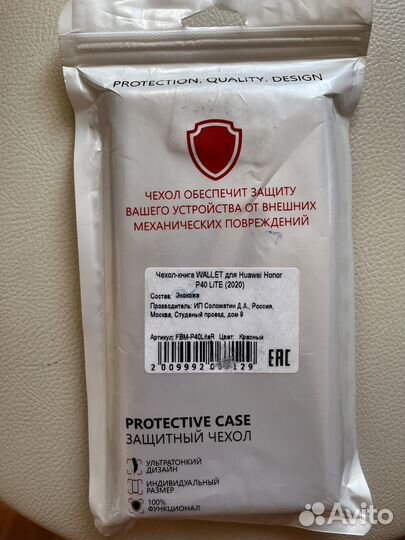 PROTECTION. QUALITY. DESIGN
ЧЕХОЛ ОБЕСПЕЧИТ ЗАЩИТУ
ВАШЕГО УСТРОЙСТВА ОТ ВНЕШНИХ
МЕХАНИЧЕСКИХ ПОВРЕЖДЕНИЙ
Чехол-книга WALLET для Huawei Honor
P40 LITE (2020)
Состав: Экокожа
Производитель: ИП Соломатин Д.А., Россия,
Москва, Студеный проезд, дом 9
Артикул: FBM-P40LiteR Цвет: Красный
EAC
PROTECTIVE CASE
ЗАЩИТНЫЙ ЧЕХОЛ
УЛЬТРАТОНКИЙ
ДИЗАЙН
ИНДИВИДУАЛЬНЫЙ
РАЗМЕР
100%
ФУНКЦИОНАЛ
Avito